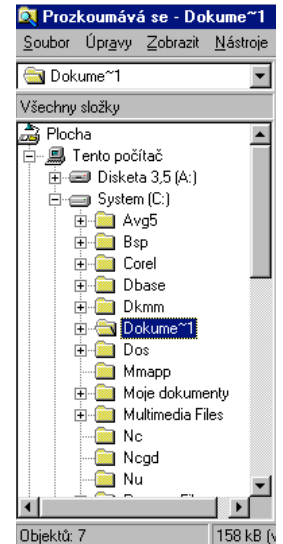 Prozkoumává se - Dokume~1
Soubor Úpravy Zobrazit Nástroje
Dokume~1
Všechny složky
Plocha
Tento počítač
Disketa 3,5 (A:)
System (C:)
Avg5
Bsp
Corel
Dbase
Dkmm
Dokume~1
Dos
Mmapp
Moje dokumenty
Multimedia Files
Nc
Ncgd
Nu
Objektů: 7 158 kB (v